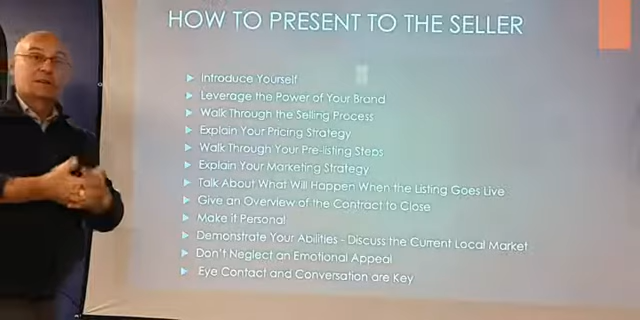 HOW TO PRESENT TO THE SELLER
Introduce Yourself
Leverage the Power of Your Brand
Walk Through the Selling Process
Explain Your Pricing Strategy
Walk Through Your Pre-listing Steps
Explain Your Marketing Strategy
Talk About What Will Happen When the Listing Goes Live
Give an Overview of the Contract to Close
Make it Personal
Demonstrate Your Abilities - Discuss the Current Local Market
Don't Neglect an Emotional Appeal
Eye Contact and Conversation are Key